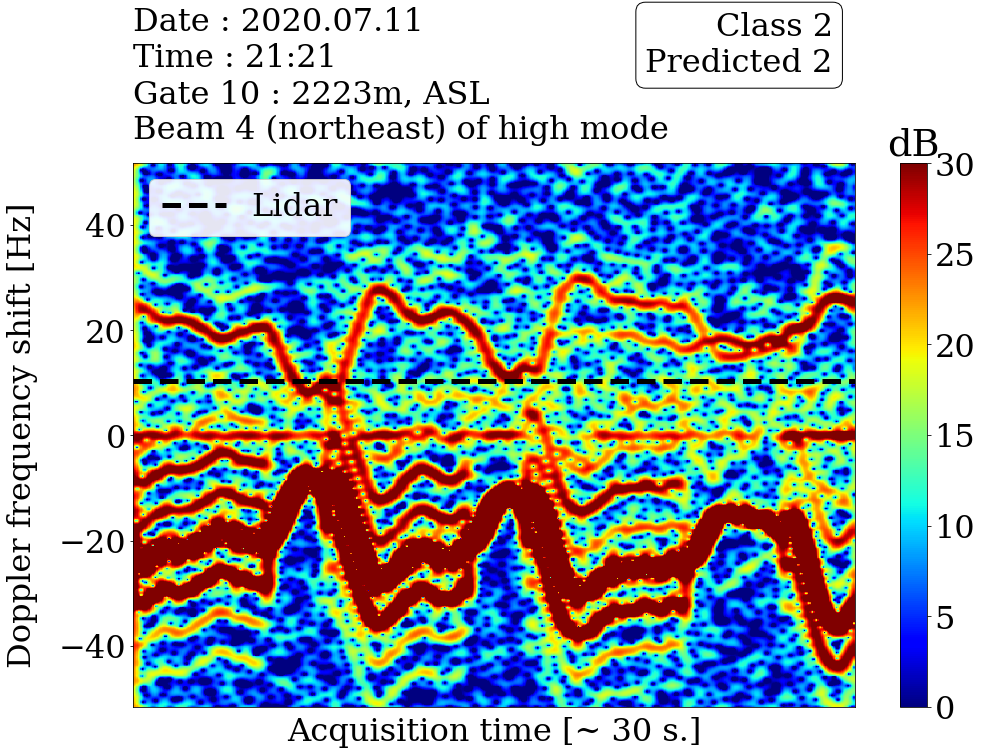 Date : 2020.07.11
Time : 21:21
Gate 10 : 2223m, ASL
Beam 4 (northeast) of high mode
Class 2
Predicted 2
dB
Lidar
Doppler frequency shift [Hz]
40
20
0
−20
−40
30
25
20
15
10
5
0
Acquisition time [~ 30 s.]